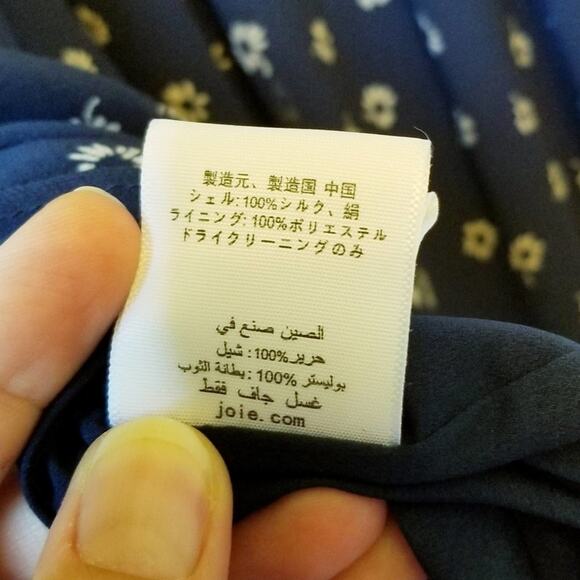 製造元、製造国 中国
シェル:100%シルク、絹
ライニング:100%ポリエステル
ドライクリーニングのみ
الصين صنع في
حرير100%: شيل
بوليستر 100%: بطانة الثوب
غسل جاف فقط
joie.com